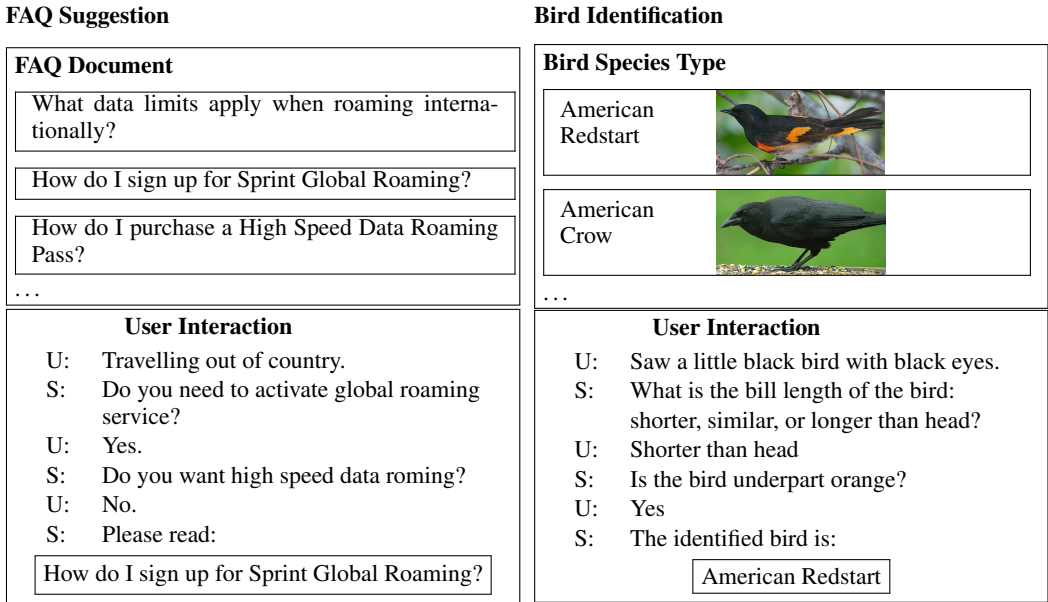 FAQ Suggestion
FAQ Document
What data limits apply when roaming interna-
tionally?
How do I sign up for Sprint Global Roaming?
How do I purchase a High Speed Data Roaming
Pass?
...
User Interaction
U: Travelling out of country.
S: Do you need to activate global roaming
service?
U: Yes.
S: Do you want high speed data roming?
U: No.
S: Please read:
How do I sign up for Sprint Global Roaming?
Bird Identification
Bird Species Type
American
Redstart
American
Crow
...
User Interaction
U: Saw a little black bird with black eyes.
S: What is the bill length of the bird:
shorter, similar, or longer than head?
U: Shorter than head
S: Is the bird underpart orange?
U: Yes
S: The identified bird is:
American Redstart